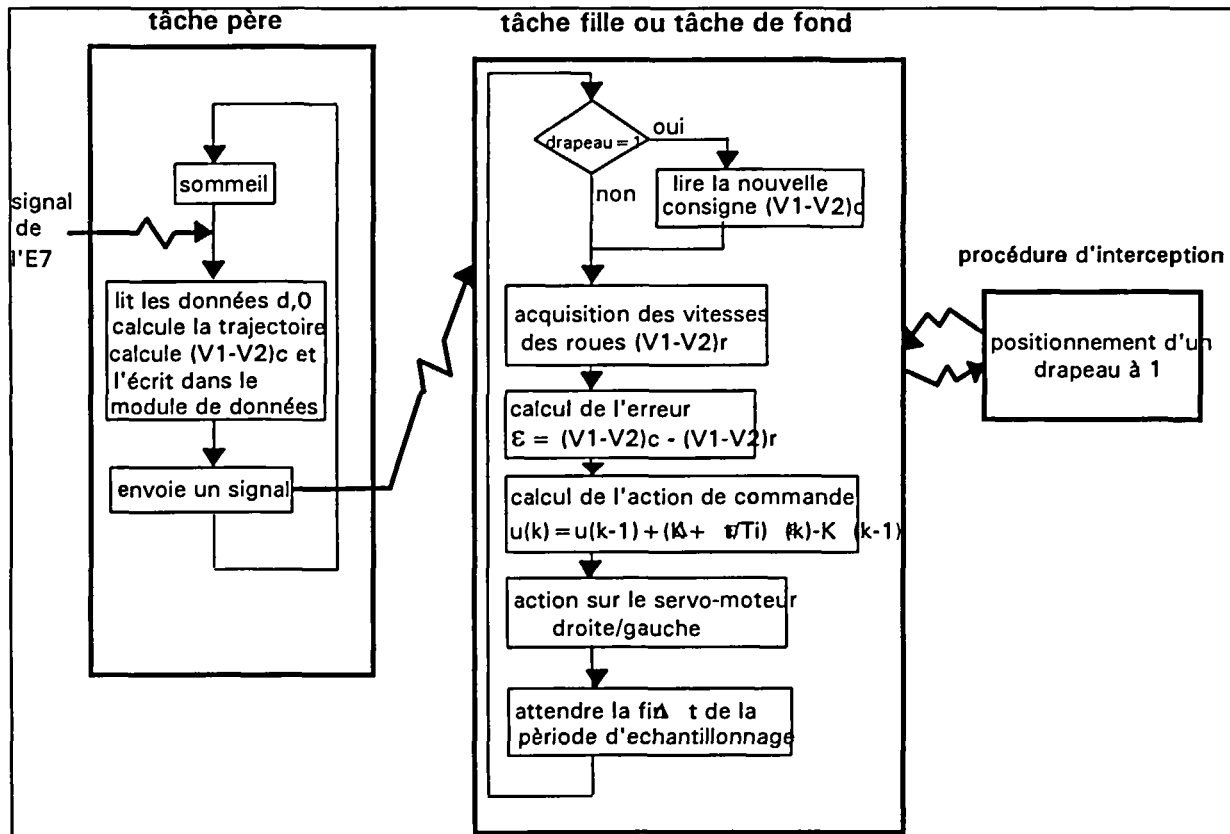 tâche père
tâche fille ou tâche de fond
sommeil
signal
de
l'E7
lit les données d,0
calcule la trajectoire
calcule (V1-V2)c et
l'écrit dans le
module de données
envoie un signal
drapeau = 1
oui
non
lire la nouvelle
consigne (V1-V2)c
acquisition des vitesses
des roues (V1-V2)r
calcul de l'erreur
Ɛ = (V1-V2)c - (V1-V2)r
calcul de l'action de commande
u(k) = u(k-1) + (K + /Ti) (k)-K (k-1)
action sur le servo-moteur
droite/gauche
attendre la fin Δ t de la
pèriode d'echantillonnage
procédure d'interception
positionnement d'un
drapeau à 1